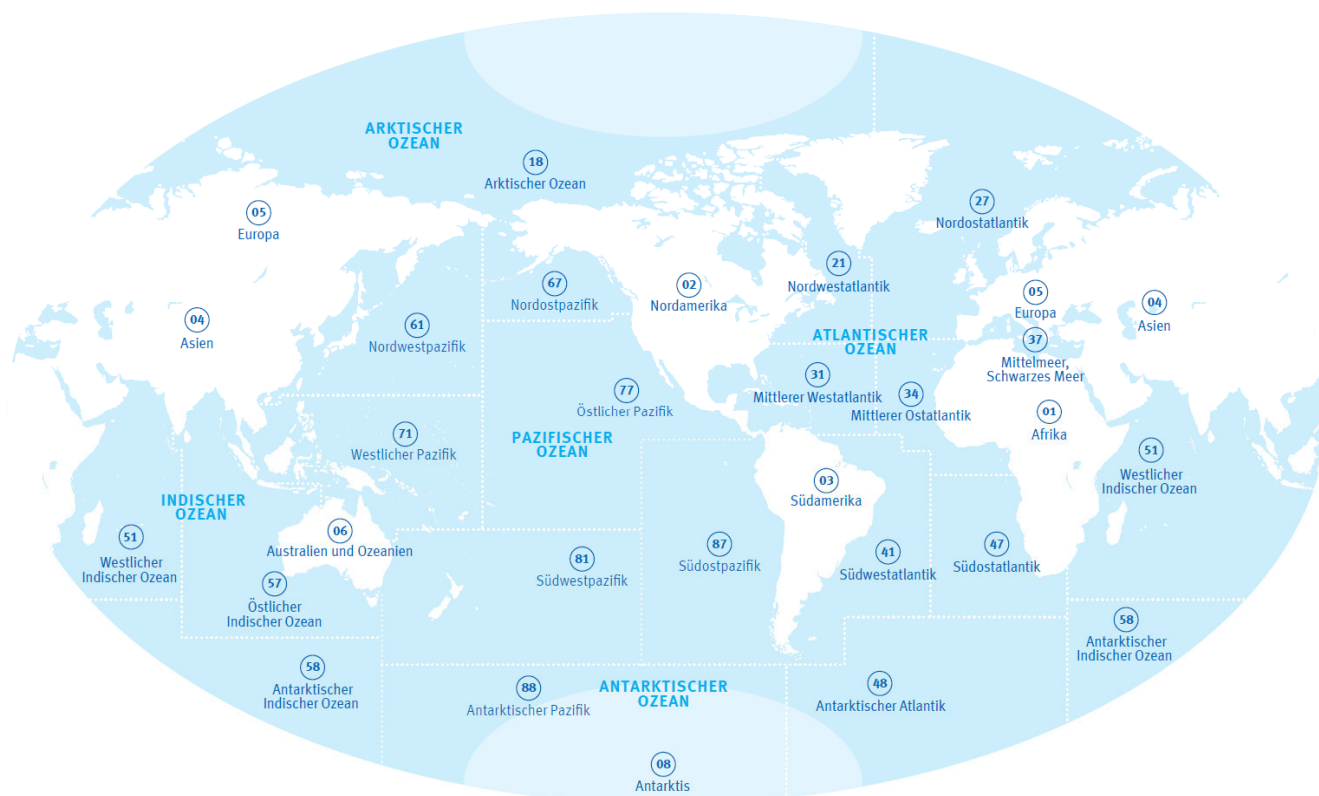 ARKTISCHER
OZEAN
18
Arktischer Ozean
05
Europa
27
Nordostatlantik
21
Nordwestatlantik
67
Nordostpazifik
02
Nordamerika
05
Europa
04
Asien
04
Asien
61
Nordwestpazifik
ATLANTISCHER
OZEAN
37
Mittelmeer,
Schwarzes Meer
31
Mittlerer Westatlantik
34
Mittlerer Ostatlantik
77
Östlicher Pazifik
01
Afrika
71
Westlicher Pazifik
PAZIFISCHER
OZEAN
51
Westlicher
Indischer Ozean
03
Südamerika
INDISCHER
OZEAN
51
Westlicher
Indischer Ozean
06
Australien und Ozeanien
57
Östlicher
Indischer Ozean
81
Südwestpazifik
87
Südostpazifik
41
Südwestatlantik
47
Südostatlantik
58
Antarktischer
Indischer Ozean
58
Antarktischer
Indischer Ozean
88
Antarktischer Pazifik
ANTARKTISCHER
OZEAN
48
Antarktischer Atlantik
08
Antarktis